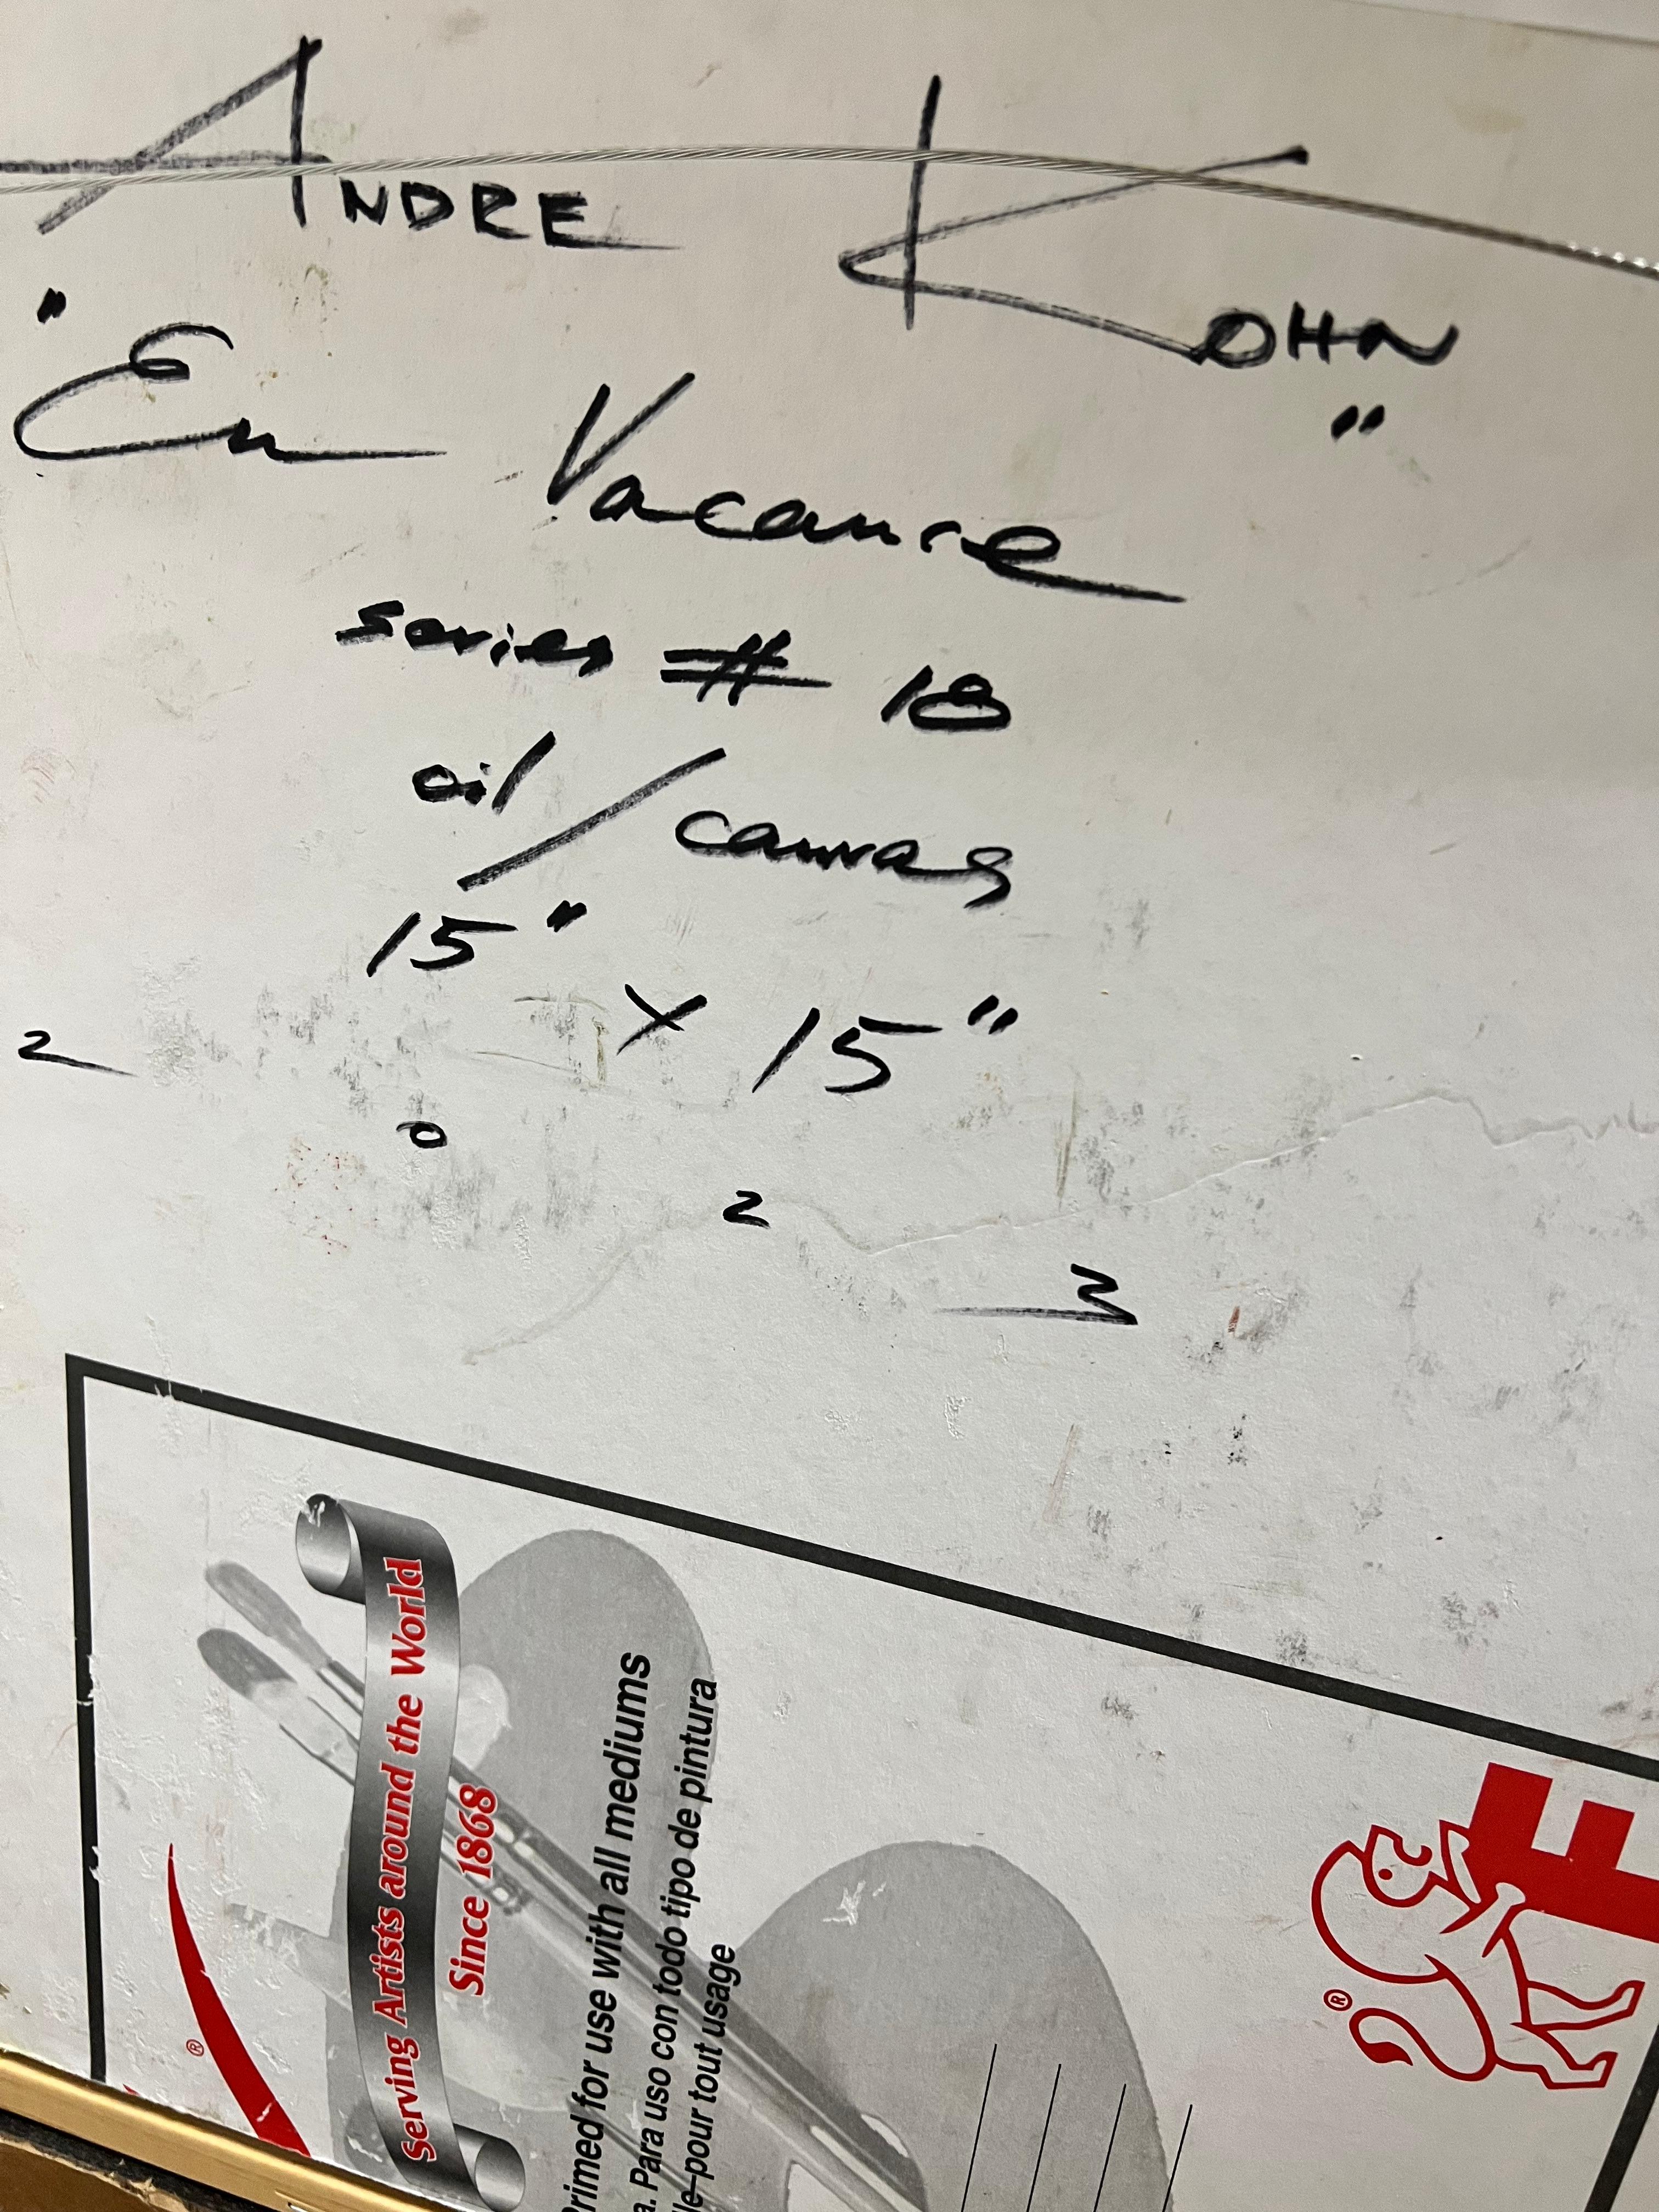 ANDRE KOHN
"En Vacance"
series # 18
oil/canvas
15" x 15"
2 0 2 3
Serving Artists around the World
Since 1868
Primed for use with all mediums
a. Para uso con todo tipo de pintura
le pour tout usage
®
®
F